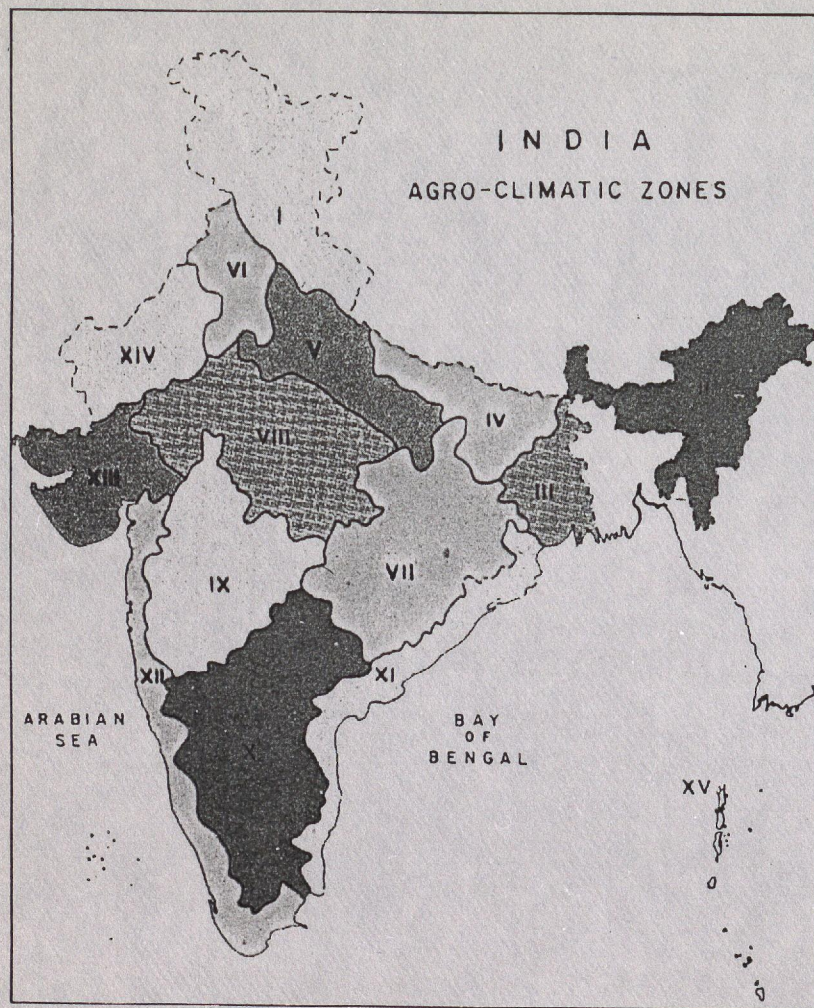 INDIA
AGRO-CLIMATIC ZONES
I
VI
XIV
V
II
IV
VIII
XIII
III
VII
IX
XII
XI
ARABIAN
SEA
X
BAY
OF
BENGAL
XV